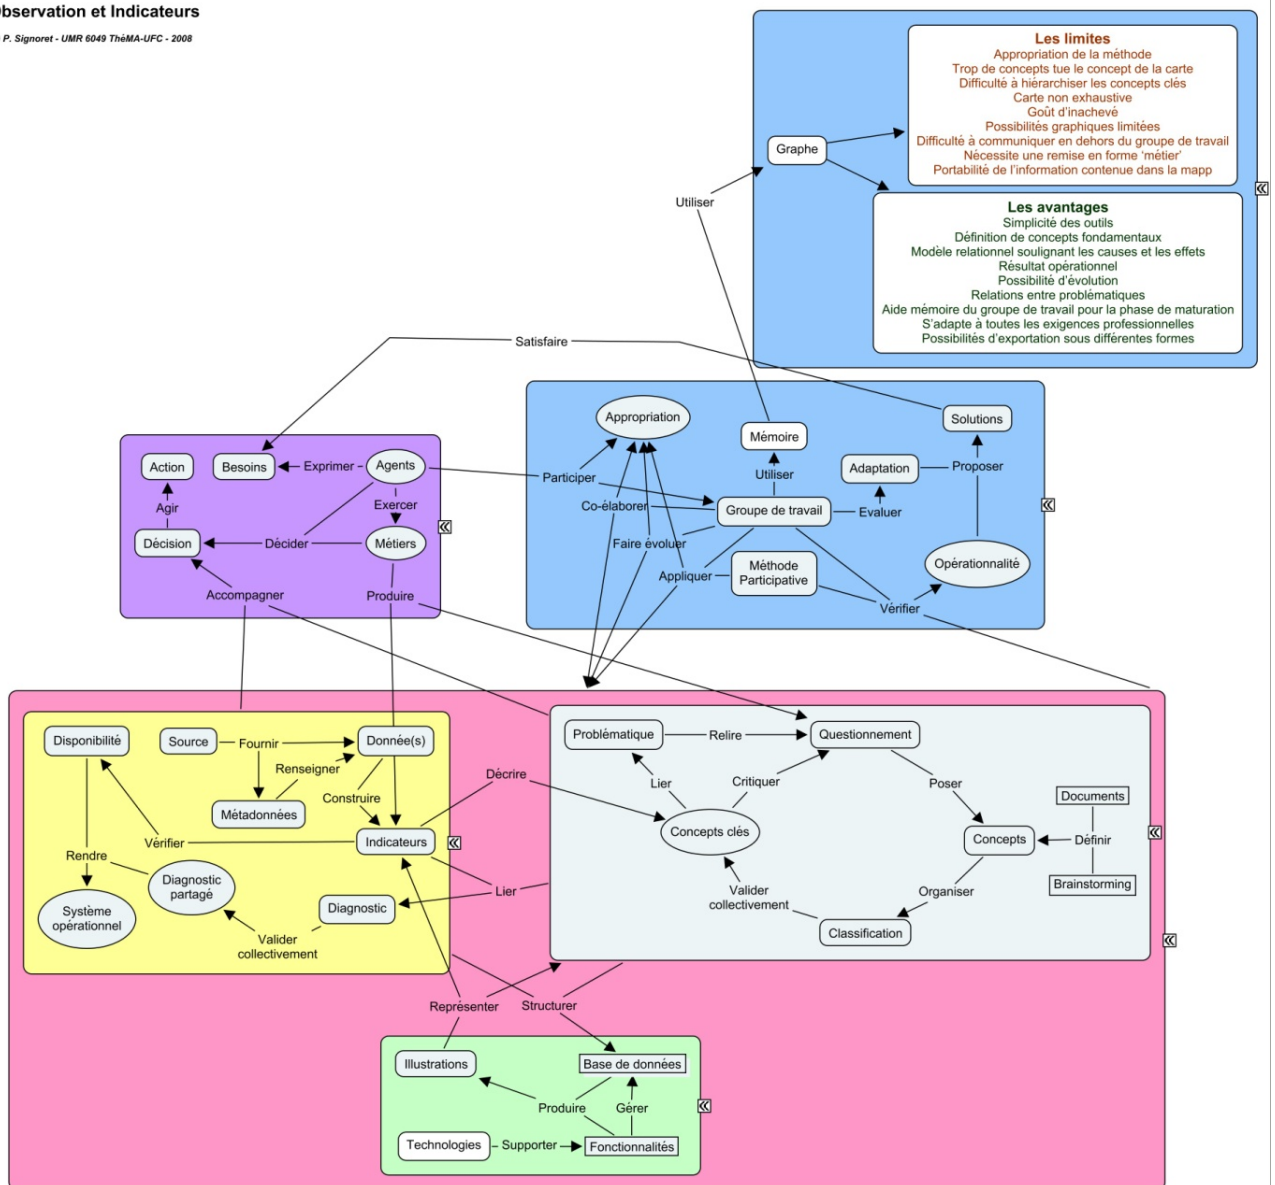 bservation et Indicateurs
P. Signoret - UMR 6049 ThéMA-UFC - 2008
Les limites
Appropriation de la méthode
Trop de concepts tue le concept de la carte
Difficulté à hiérarchiser les concepts clés
Carte non exhaustive
Goût d'inachevé
Possibilités graphiques limitées
Difficulté à communiquer en dehors du groupe de travail
Nécessite une remise en forme 'métier'
Portabilité de l'information contenue dans la mapp
Graphe
Utiliser
Les avantages
Simplicité des outils
Définition de concepts fondamentaux
Modèle relationnel soulignant les causes et les effets
Résultat opérationnel
Possibilité d'évolution
Relations entre problématiques
Aide mémoire du groupe de travail pour la phase de maturation
S'adapte à toutes les exigences professionnelles
Possibilités d'exportation sous différentes formes
Satisfaire
Appropriation
Mémoire
Solutions
Action
Besoins
Exprimer
Agents
Participer
Utiliser
Adaptation
Proposer
Agir
Exercer
Co-élaborer
Groupe de travail
Evaluer
Décision
Décider
Métiers
Faire évoluer
Appliquer
Méthode
Participative
Opérationnalité
Accompagner
Produire
Vérifier
Disponibilité
Source
Fournir
Donnée(s)
Renseigner
Métadonnées
Construire
Vérifier
Indicateurs
Rendre
Diagnostic
partagé
Système
opérationnel
Diagnostic
Valider
collectivement
Décrire
Lier
Problématique
Relire
Questionnement
Lier
Critiquer
Poser
Documents
Concepts clés
Concepts
Définir
Valider
collectivement
Organiser
Brainstorming
Classification
Représenter
Structurer
Illustrations
Base de données
Produire
Gérer
Technologies
Supporter
Fonctionnalités